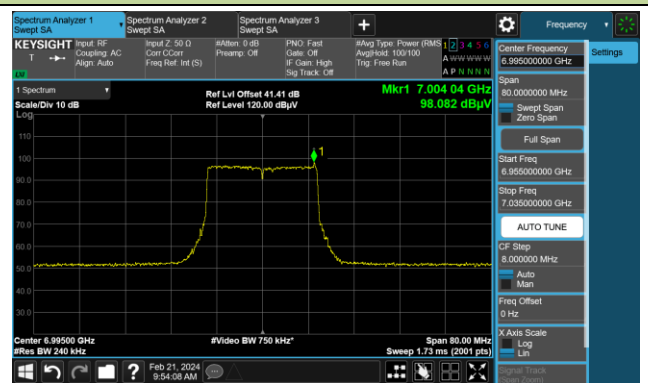 Spectrum Analyzer 1
Swept SA
Spectrum Analyzer 2
Swept SA
Spectrum Analyzer 3
Swept SA
+
Frequency
KEYSIGHT
T
LW
Input: RF
Coupling: AC
Align: Auto
Input Z: 50 Ω
Corr CCorr
Freq Ref: Int (S)
#Atten: 0 dB
Preamp: Off
PNO: Fast
Gate: Off
IF Gain: High
Sig Track: Off
#Avg Type: Power (RMS
Avg|Hold: 100/100
Trig: Free Run
1 2 3 4 5 6
A W W W W W
A P N N N N
1 Spectrum
Scale/Div 10 dB
Log
Ref Lvl Offset 41.41 dB
Ref Level 120.00 dBµV
Mkr1 7.004 04 GHz
98.082 dBµV
1
110
100
90.0
80.0
70.0
60.0
50.0
40.0
30.0
Center 6.99500 GHz
#Res BW 240 kHz
#Video BW 750 kHz*
Span 80.00 MHz
Sweep 1.73 ms (2001 pts)
Center Frequency
6.995000000 GHz
Settings
Span
80.0000000 MHz
Swept Span
Zero Span
Full Span
Start Freq
6.955000000 GHz
Stop Freq
7.035000000 GHz
AUTO TUNE
CF Step
8.000000 MHz
Auto
Man
Freq Offset
0 Hz
X Axis Scale
Log
Lin
Signal Track
(Span Zoom)
?
Feb 21, 2024
9:54:08 AM